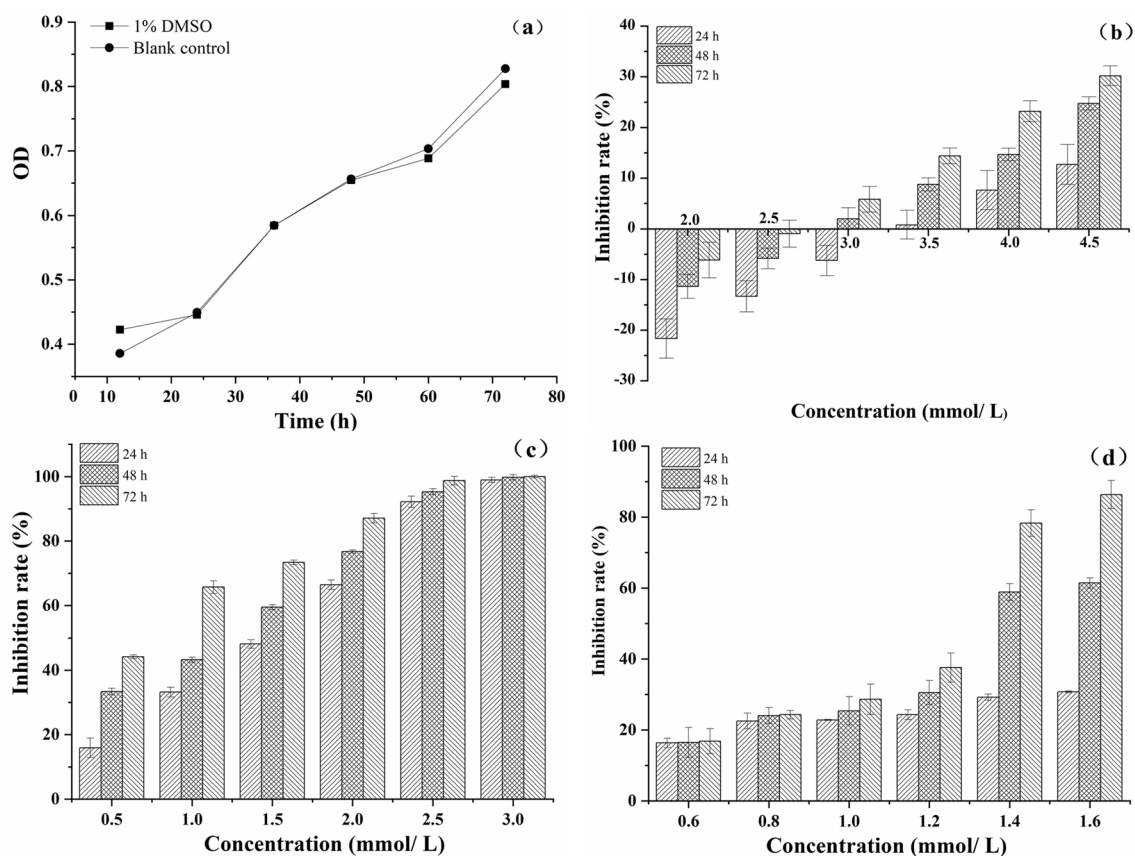 (a)
1% DMSO
Blank control
0.9
0.8
0.7
0.6
0.5
0.4
OD
0 10 20 30 40 50 60 70 80
Time (h)
(b)
24 h
48 h
72 h
40
30
20
10
0
-10
-20
-30
Inhibition rate (%)
2.0 2.5 3.0 3.5 4.0 4.5
Concentration (mmol/ L)
(c)
24 h
48 h
72 h
100
80
60
40
20
0
Inhibition rate (%)
0.5 1.0 1.5 2.0 2.5 3.0
Concentration (mmol/ L)
(d)
24 h
48 h
72 h
100
80
60
40
20
0
Inhibition rate (%)
0.6 0.8 1.0 1.2 1.4 1.6
Concentration (mmol/ L)